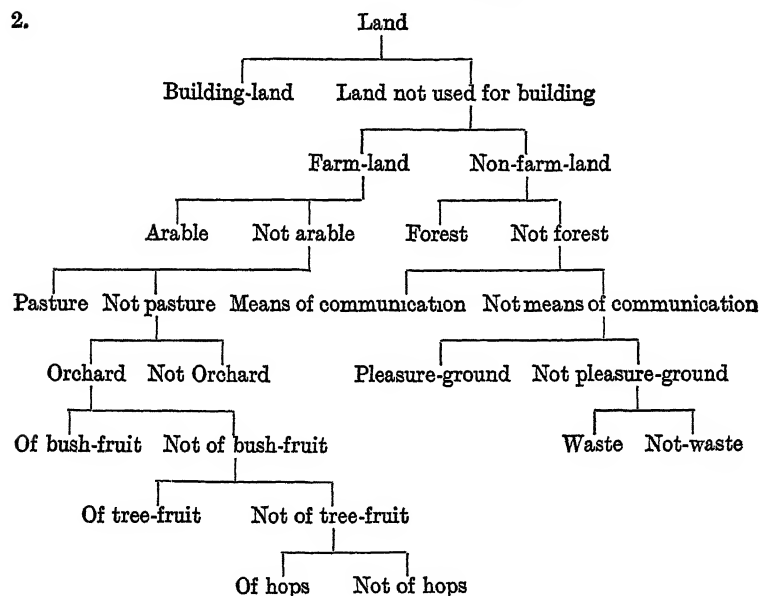 2. Land
Building-land Land not used for building
Farm-land Non-farm-land
Arable Not arable Forest Not forest
Pasture Not pasture Means of communication Not means of communication
Orchard Not Orchard Pleasure-ground Not pleasure-ground
Of bush-fruit Not of bush-fruit Waste Not-waste
Of tree-fruit Not of tree-fruit
Of hops Not of hops